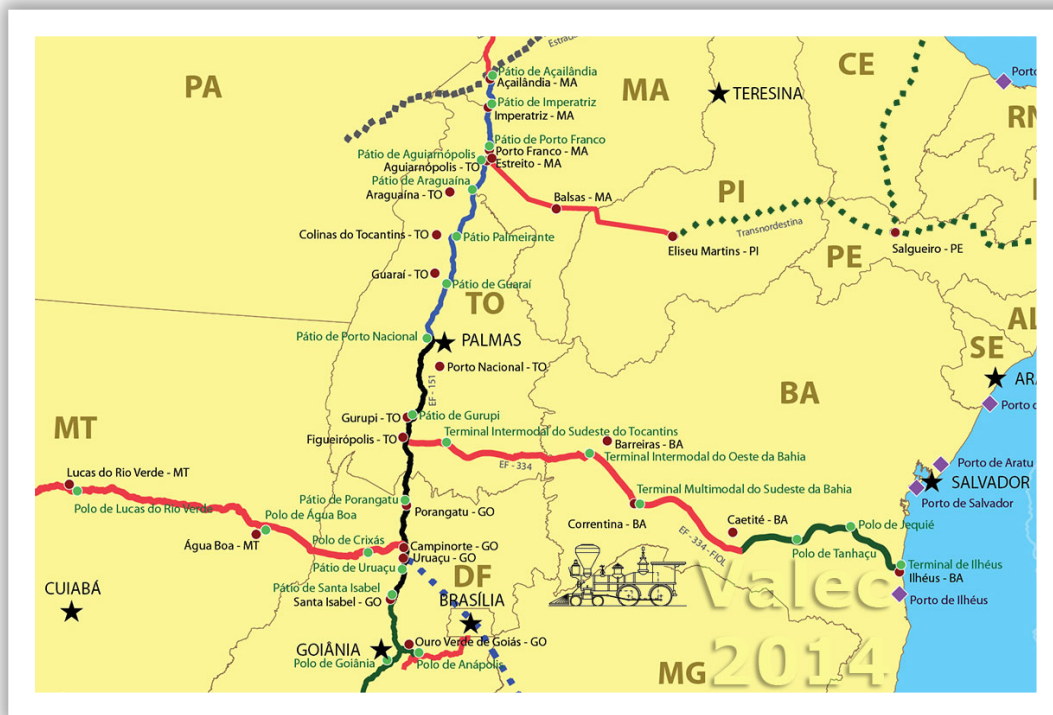 Estrada
CE
PA
Pátio de Açailândia
Açailândia - MA
MA
TERESINA
Porto
Pátio de Imperatriz
Imperatriz - MA
RN
Pátio de Porto Franco
Porto Franco - MA
Pátio de Aguiarnópolis
Aguiarnópolis - TO
Estreito - MA
Pátio de Araguaína
Araguaína - TO
Balsas - MA
PI
Transnordestina
Colinas do Tocantins - TO
Pátio Palmeirante
Eliseu Martins - PI
Salgueiro - PE
PE
Guaraí - TO
Pátio de Guaraí
TO
AL
Pátio de Porto Nacional
PALMAS
SE
Porto Nacional - TO
ARA
EF - 151
BA
Porto d
Gurupi - TO
Pátio de Gurupi
MT
Figueirópolis - TO
Terminal Intermodal do Sudeste do Tocantins
Barreiras - BA
EF - 334
Terminal Intermodal do Oeste da Bahia
Lucas do Rio Verde - MT
Polo de Lucas do Rio Verde
Porto de Aratu
SALVADOR
Porto de Salvador
Terminal Multimodal do Sudeste da Bahia
Pátio de Porangatu
Porangatu - GO
Polo de Água Boa
Correntina - BA
Caetité - BA
Polo de Jequié
Água Boa - MT
Polo de Crixás
Campinorte - GO
Uruaçu - GO
EF - 334 - FIOL
Polo de Tanhaçu
Pátio de Uruaçu
Terminal de Ilhéus
Ilhéus - BA
DF
CUIABÁ
Pátio de Santa Isabel
Santa Isabel - GO
BRASÍLIA
Valec
Porto de Ilhéus
Ouro Verde de Goiás - GO
GOIÂNIA
Polo de Goiânia
Polo de Anápolis
MG
2014